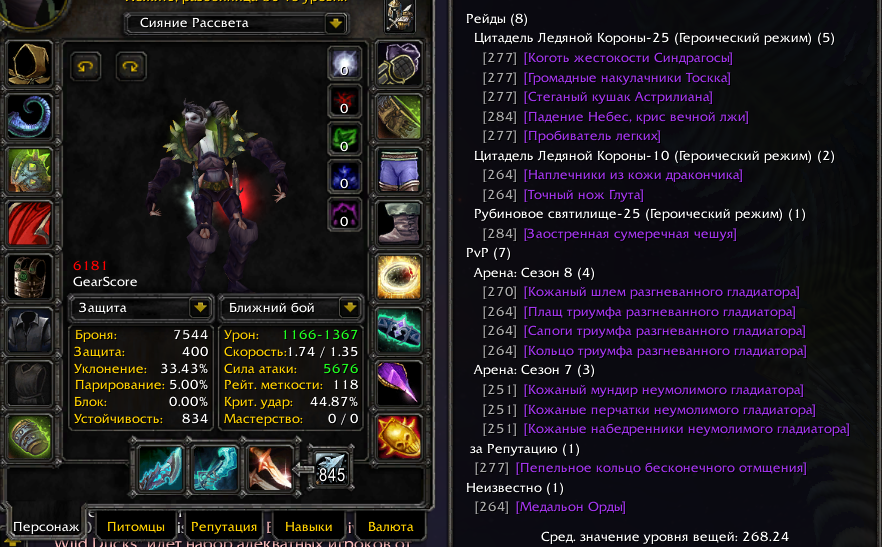 Сияние Рассвета
0
0
0
0
0
6181
GearScore
Защита
Броня: 7544
Защита: 400
Уклонение: 33.43%
Парирование: 5.00%
Блок: 0.00%
Устойчивость: 834
Ближний бой
Урон: 1166-1367
Скорость: 1.74 / 1.35
Сила атаки: 5676
Рейт. меткости: 118
Крит. удар: 44.87%
Мастерство: 0 / 0
845
Персонаж
Питомцы
Репутация
Навыки
Валюта
Рейды (8)
Цитадель Ледяной Короны-25 (Героический режим) (5)
[277] [Коготь жестокости Синдрагосы]
[277] [Громадные накулачники Тоскка]
[277] [Стеганый кушак Астрилиана]
[284] [Падение Небес, крис вечной лжи]
[277] [Пробиватель легких]
Цитадель Ледяной Короны-10 (Героический режим) (2)
[264] [Наплечники из кожи дракончика]
[264] [Точный нож Глута]
Рубиновое святилище-25 (Героический режим) (1)
[284] [Заостренная сумеречная чешуя]
PvP (7)
Арена: Сезон 8 (4)
[270] [Кожаный шлем разгневанного гладиатора]
[264] [Плащ триумфа разгневанного гладиатора]
[264] [Сапоги триумфа разгневанного гладиатора]
[264] [Кольцо триумфа разгневанного гладиатора]
Арена: Сезон 7 (3)
[251] [Кожаный мундир неумолимого гладиатора]
[251] [Кожаные перчатки неумолимого гладиатора]
[251] [Кожаные набедренники неумолимого гладиатора]
за Репутацию (1)
[277] [Пепельное кольцо бесконечного отмщения]
Неизвестно (1)
[264] [Медальон Орды]
Сред. значение уровня вещей: 268.24